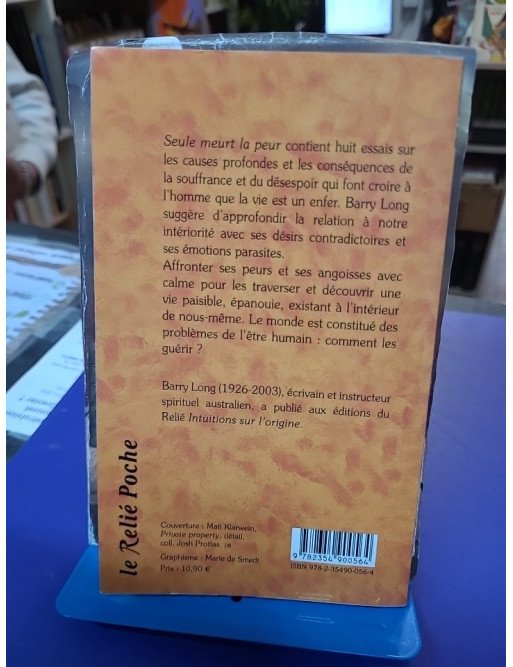 Seule meurt la peur contient huit essais sur
les causes profondes et les conséquences de
la souffrance et du désespoir qui font croire à
l'homme que la vie est un enfer. Barry Long
suggère d'approfondir la relation à notre
intériorité avec ses désirs contradictoires et
ses émotions parasites.
Affronter ses peurs et ses angoisses avec
calme pour les traverser et découvrir une
vie paisible, épanouie, existant à l'intérieur
de nous-même. Le monde est constitué des
problèmes de l'être humain : comment les
guérir ?
Barry Long (1926-2003), écrivain et instructeur
spirituel australien, a publié aux éditions du
Relié Intuitions sur l'origine.
le Relié Poche
Couverture : Mati Klarwein,
Private property, détail,
coll. Josh Prottas.
Graphisme : Marie de Smedt
Prix : 10,90 €
9 782354 900564
ISBN 978-2-35490-056-4